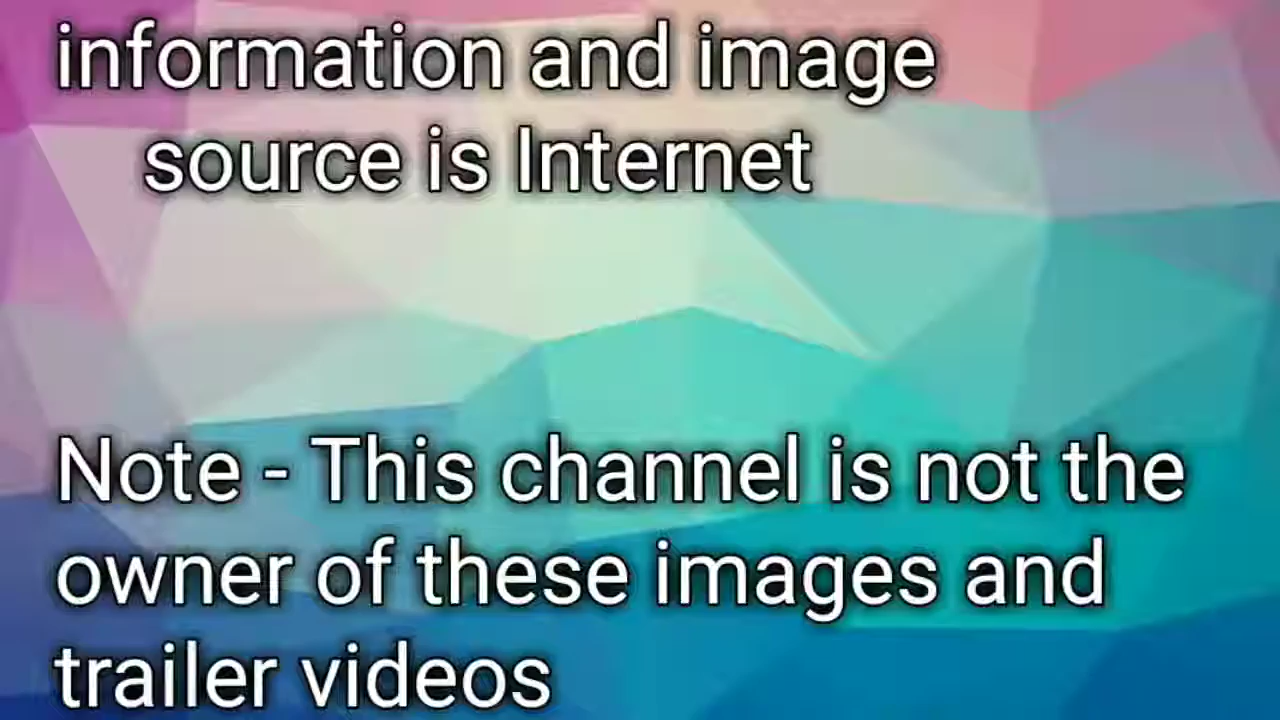 information and image
source is Internet
Note - This channel is not the
owner of these images and
trailer videos